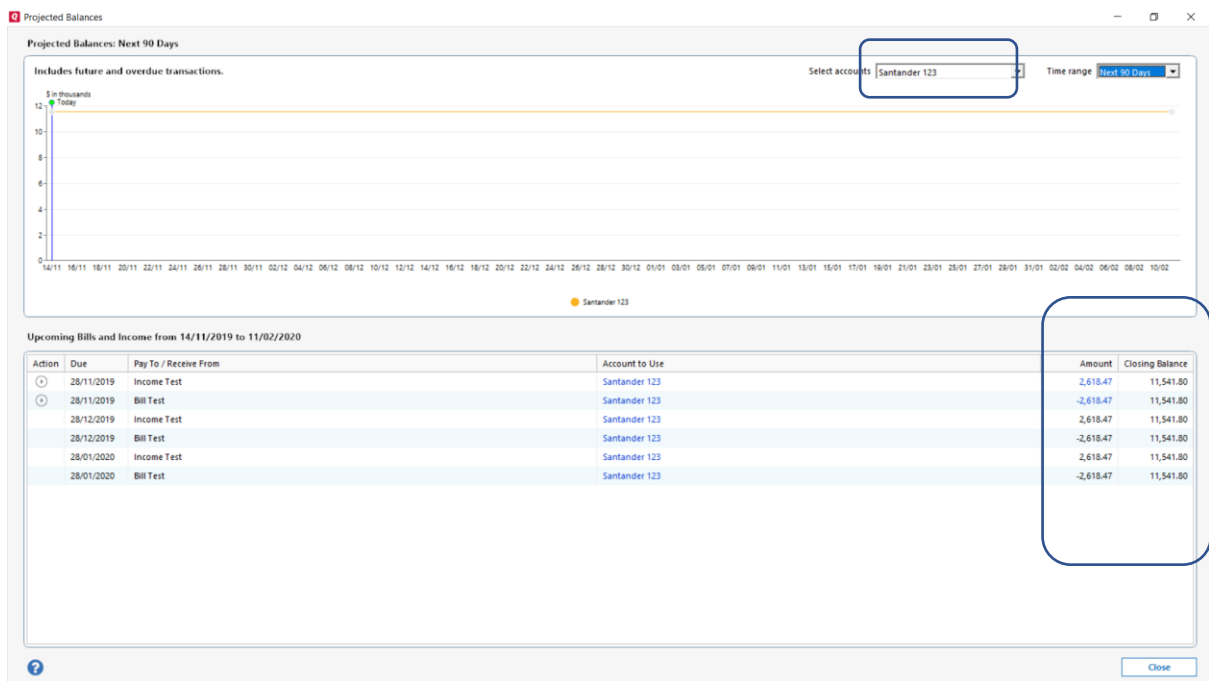 Projected Balances
Projected Balances: Next 90 Days
Includes future and overdue transactions.
Select accounts Santander 123 Time range Next 90 Days
$ in thousands
Today
12
10
8
6
4
2
0
14/11 16/11 18/11 20/11 22/11 24/11 26/11 28/11 30/11 02/12 04/12 06/12 08/12 10/12 12/12 14/12 16/12 18/12 20/12 22/12 24/12 26/12 28/12 30/12 01/01 03/01 05/01 07/01 09/01 11/01 13/01 15/01 17/01 19/01 21/01 23/01 25/01 27/01 29/01 31/01 02/02 04/02 06/02 08/02 10/02
Santander 123
Upcoming Bills and Income from 14/11/2019 to 11/02/2020
Action Due Pay To / Receive From Account to Use Amount Closing Balance
28/11/2019 Income Test Santander 123 2,618.47 11,541.80
28/11/2019 Bill Test Santander 123 -2,618.47 11,541.80
28/12/2019 Income Test Santander 123 2,618.47 11,541.80
28/12/2019 Bill Test Santander 123 -2,618.47 11,541.80
28/01/2020 Income Test Santander 123 2,618.47 11,541.80
28/01/2020 Bill Test Santander 123 -2,618.47 11,541.80
? Close